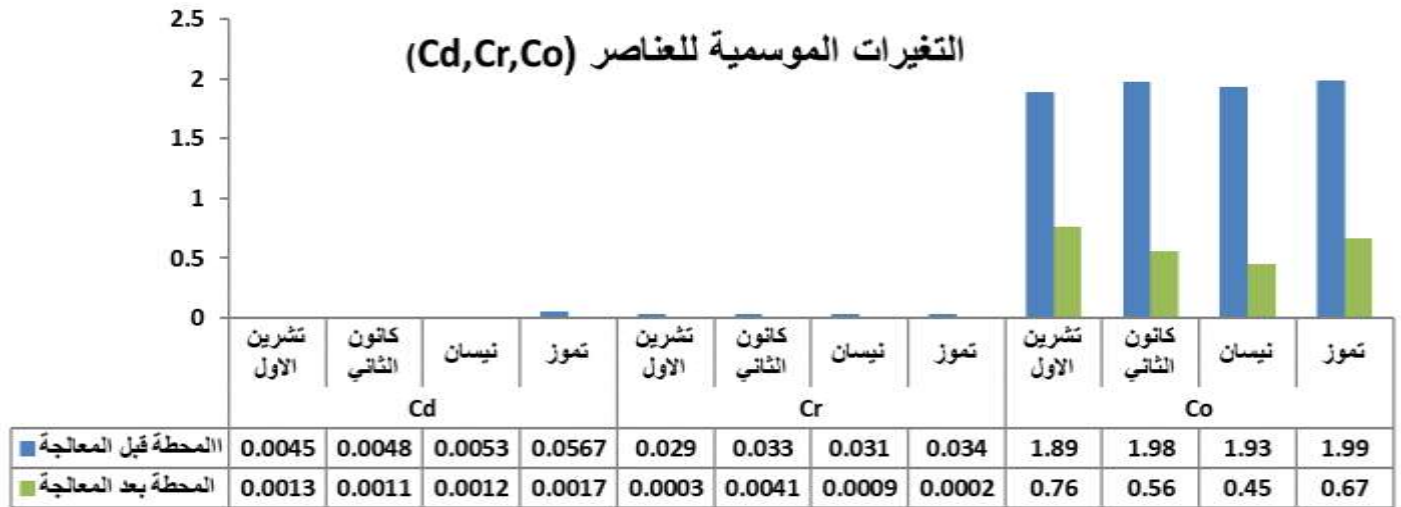 التغيرات الموسمية للعناصر (Cd,Cr,Co)
2.5
2
1.5
1
0.5
0
تشرين الاول كانون الثاني نيسان تموز تشرين الاول كانون الثاني نيسان تموز تشرين الاول كانون الثاني نيسان تموز
Cd Cr Co
االمحطة قبل المعالجة 0.0045 0.0048 0.0053 0.0567 0.029 0.033 0.031 0.034 1.89 1.98 1.93 1.99
المحطة بعد المعالجة 0.0013 0.0011 0.0012 0.0017 0.0003 0.0041 0.0009 0.0002 0.76 0.56 0.45 0.67